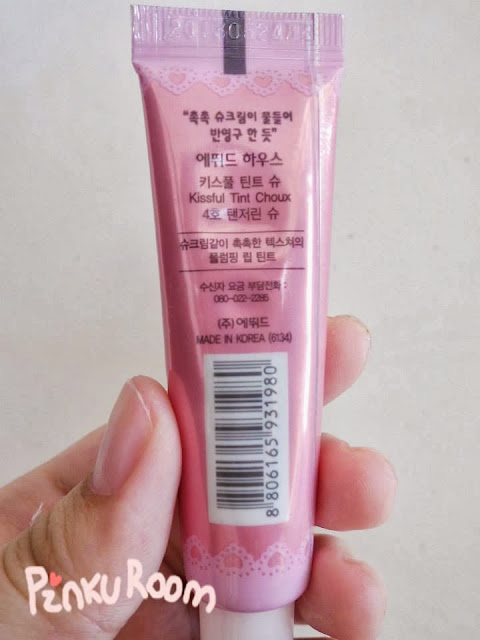 "촉촉 슈크림이 물들어
반영구 한 듯"
에뛰드 하우스
키스풀 틴트 슈
Kissful Tint Choux
4호 탠저린 슈
슈크림같이 촉촉한 텍스쳐의
플럼핑 립 틴트
수신자 요금 부담전화 :
080-022-2285
(주)에뛰드
MADE IN KOREA (6134)
8 806165 931980
PinkuRoom